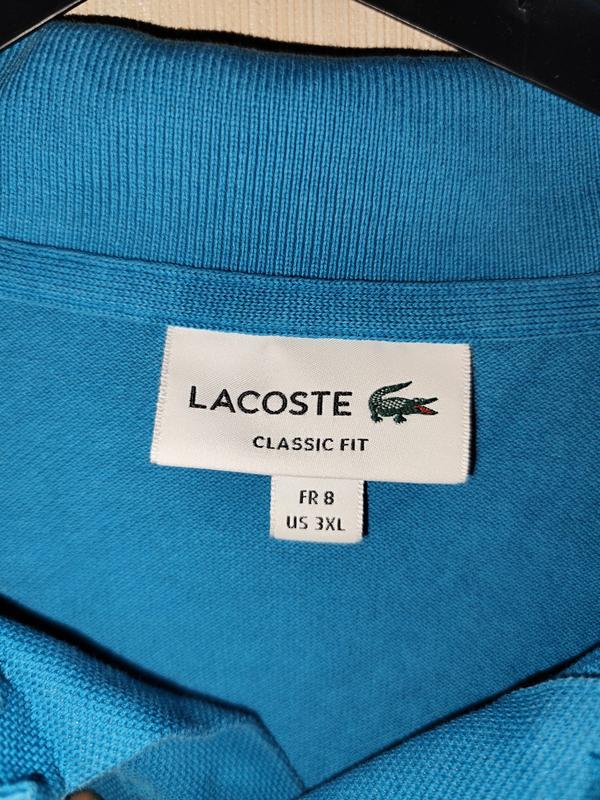 LACOSTE
CLASSIC FIT
FR 8
US 3XL